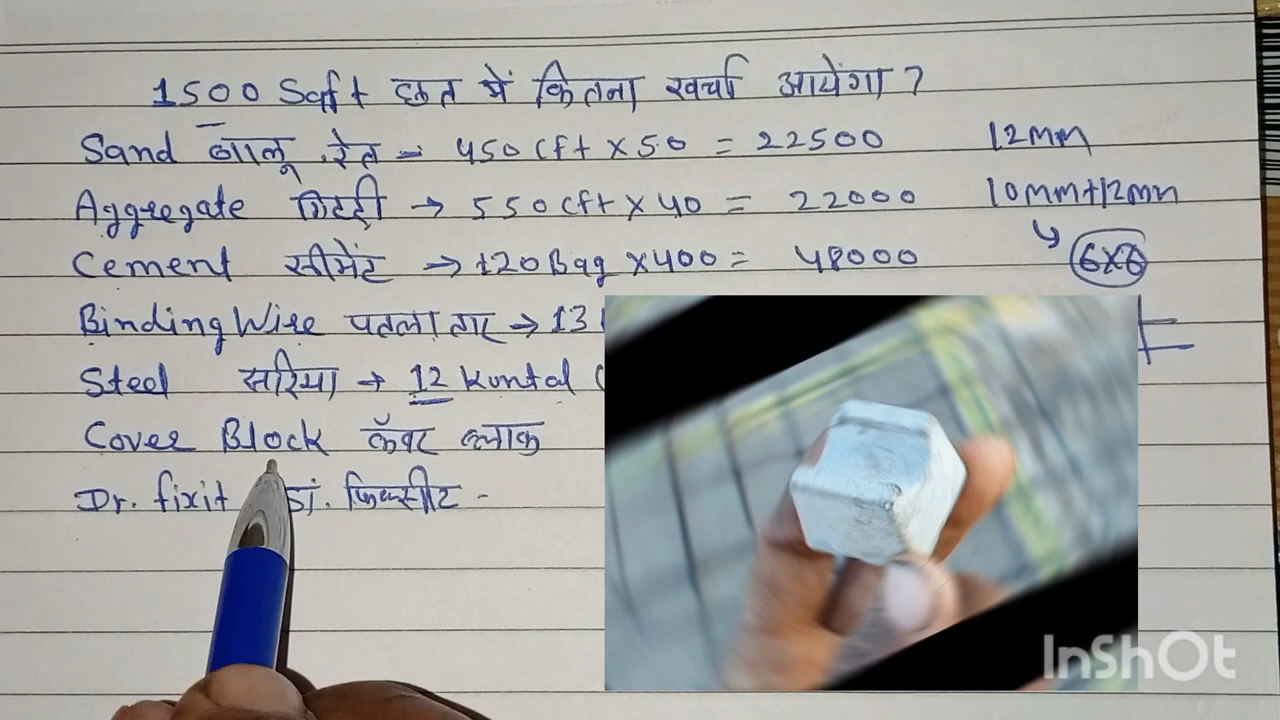 1500 Sqft छत में कितना खर्चा आयेंगा ?
Sand बालू, रेत - 450 Cft x 50 = 22500 12mm
Aggregate गिट्टी → 550 Cft x 40 = 22000 10mm+12mm
Cement सीमेंट → 120 Bag x 400 = 48000 6x6
Binding Wire पतला तार → 13
Steel सरिया → 12 Kuntal (
Cover Block कॅवर ब्लाक
Dr. fixit डां. फिक्सीट -
InShOt